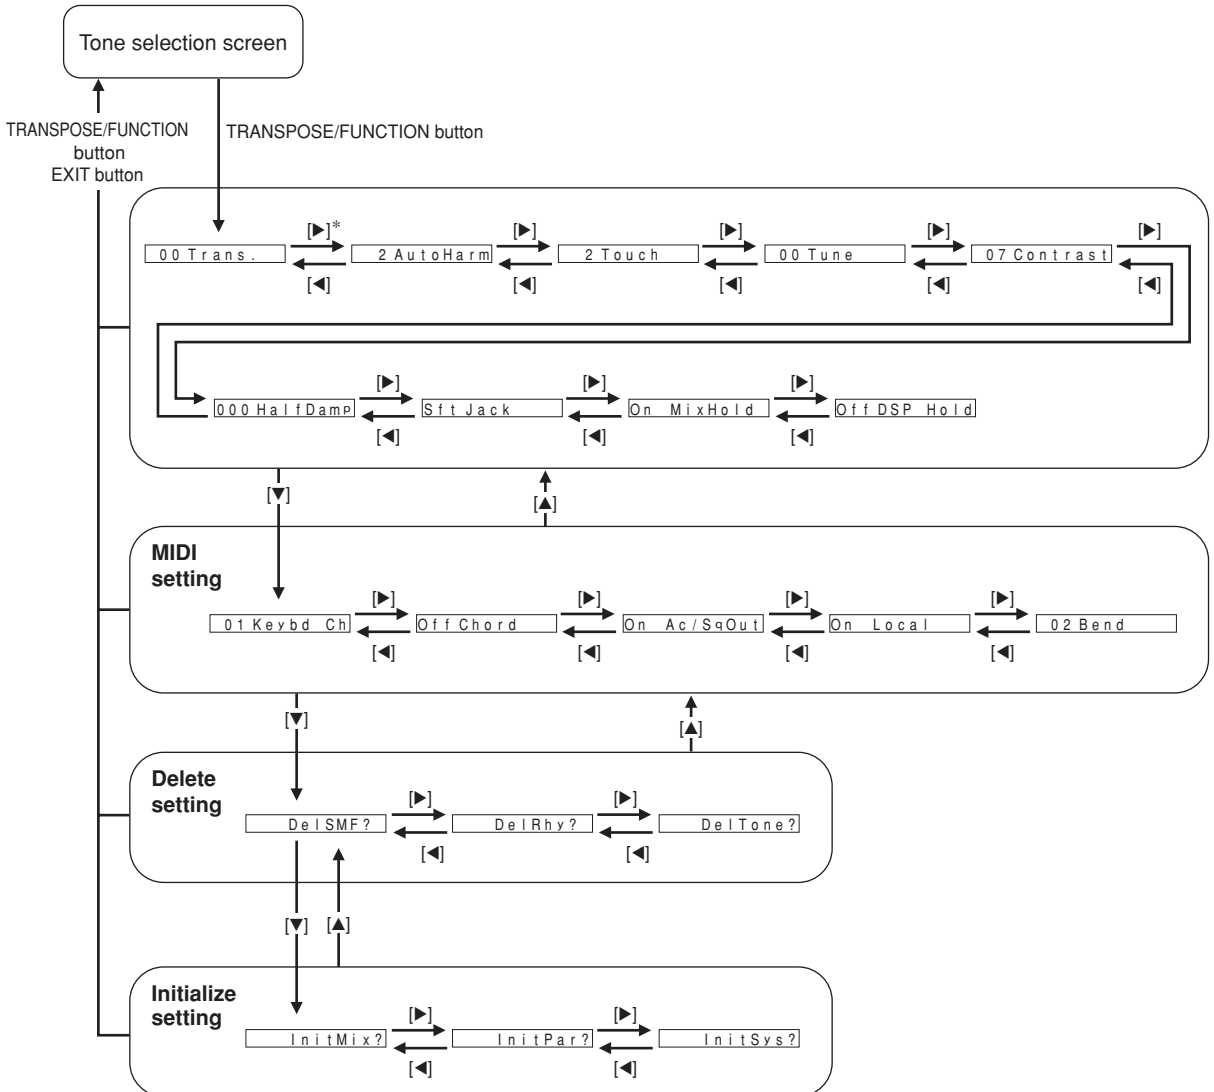 Tone selection screen
TRANSPOSE/FUNCTION
button
EXIT button
TRANSPOSE/FUNCTION button
[▶]* [▶] [▶] [▶] [▶]
00 Trans. 2 AutoHarm 2 Touch 00 Tune 07 Contrast
[◀] [◀] [◀] [◀] [◀]
[▶] [▶] [▶]
000 HalfDamp Sft Jack On MixHold Off DSP Hold
[◀] [◀] [◀]
[▼] [▲]
MIDI
setting
[▶] [▶] [▶] [▶]
01 Keybd Ch Off Chord On Ac/SqOut On Local 02 Bend
[◀] [◀] [◀] [◀]
[▼] [▲]
Delete
setting
[▶] [▶]
DelSMF? DelRhy? DelTone?
[◀] [◀]
[▼] [▲]
Initialize
setting
[▶] [▶]
InitMix? InitPar? InitSys?
[◀] [◀]